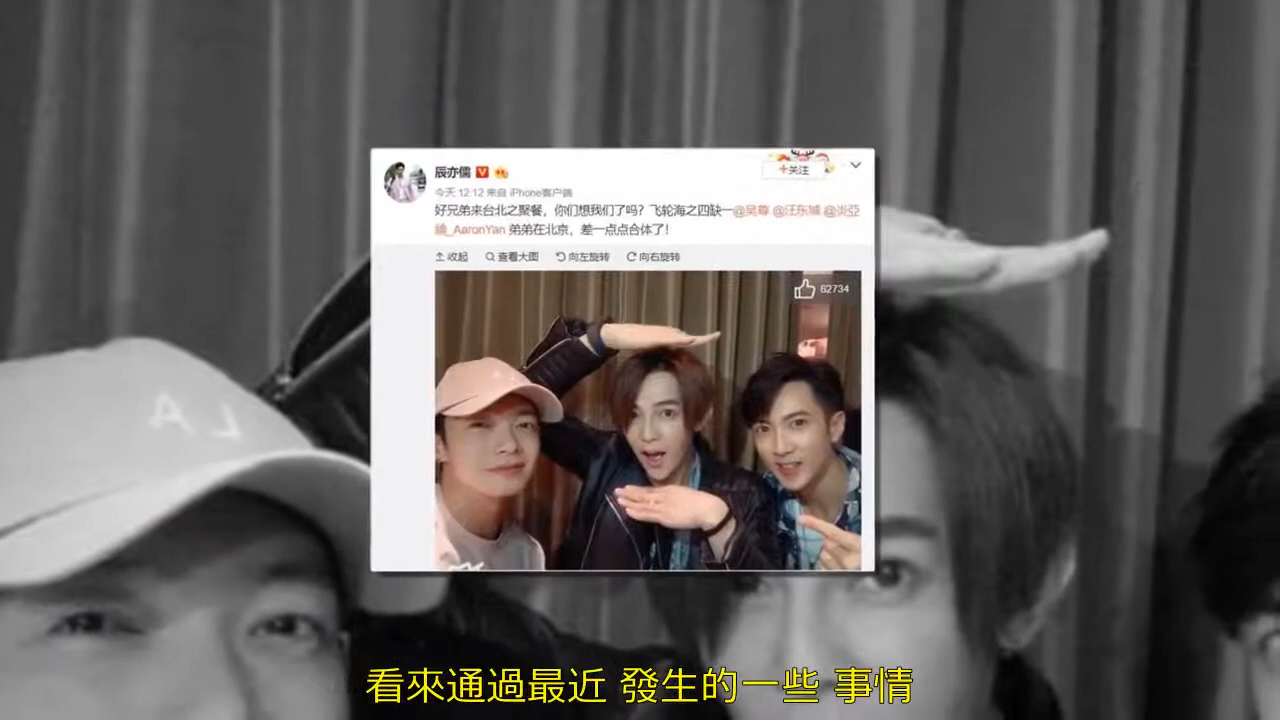 辰亦儒
+关注
今天 12:12 来自 iPhone客户端
好兄弟来台北之聚餐，你们想我们了吗？飞轮海之四缺一@吴尊 @汪东城 @炎亞
綸_AaronYan 弟弟在北京，差一点点合体了！
收起 查看大图 向左旋转 向右旋转
62734
看來通過最近 發生的一些 事情